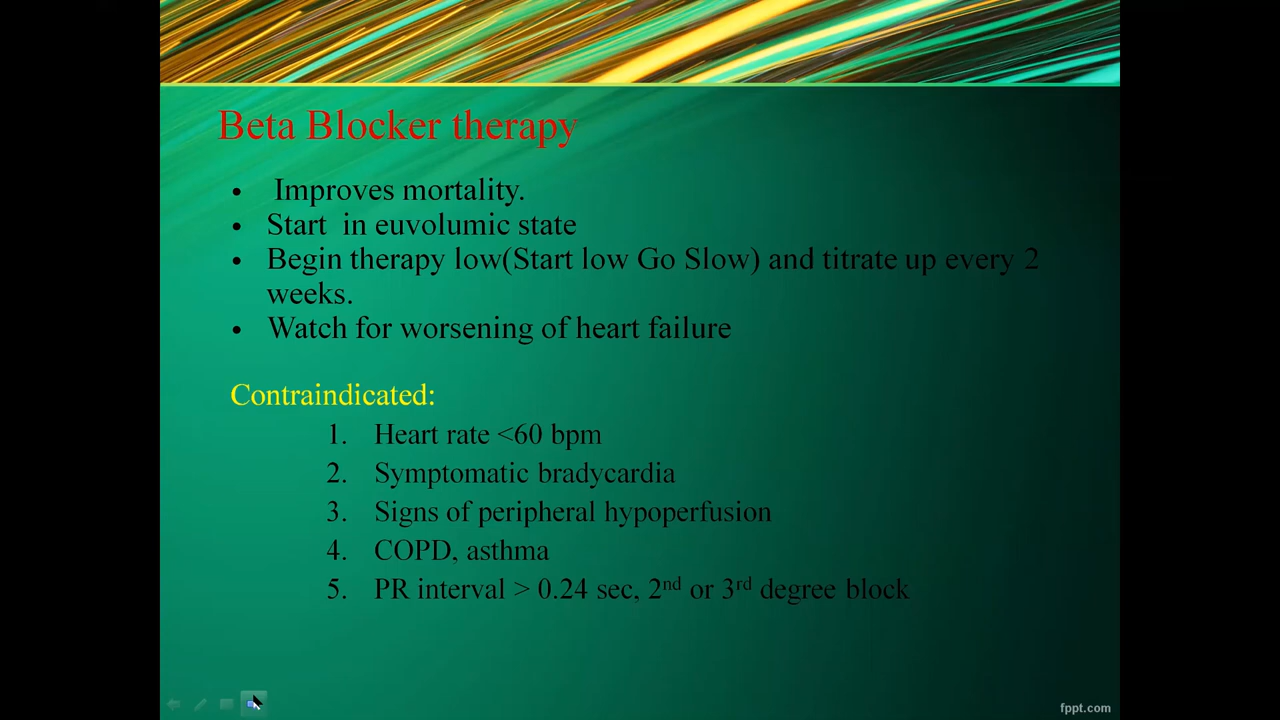 Beta Blocker therapy
• Improves mortality.
• Start in euvolumic state
• Begin therapy low(Start low Go Slow) and titrate up every 2
weeks.
• Watch for worsening of heart failure
Contraindicated:
1. Heart rate <60 bpm
2. Symptomatic bradycardia
3. Signs of peripheral hypoperfusion
4. COPD, asthma
5. PR interval > 0.24 sec, 2nd or 3rd degree block
fppt.com